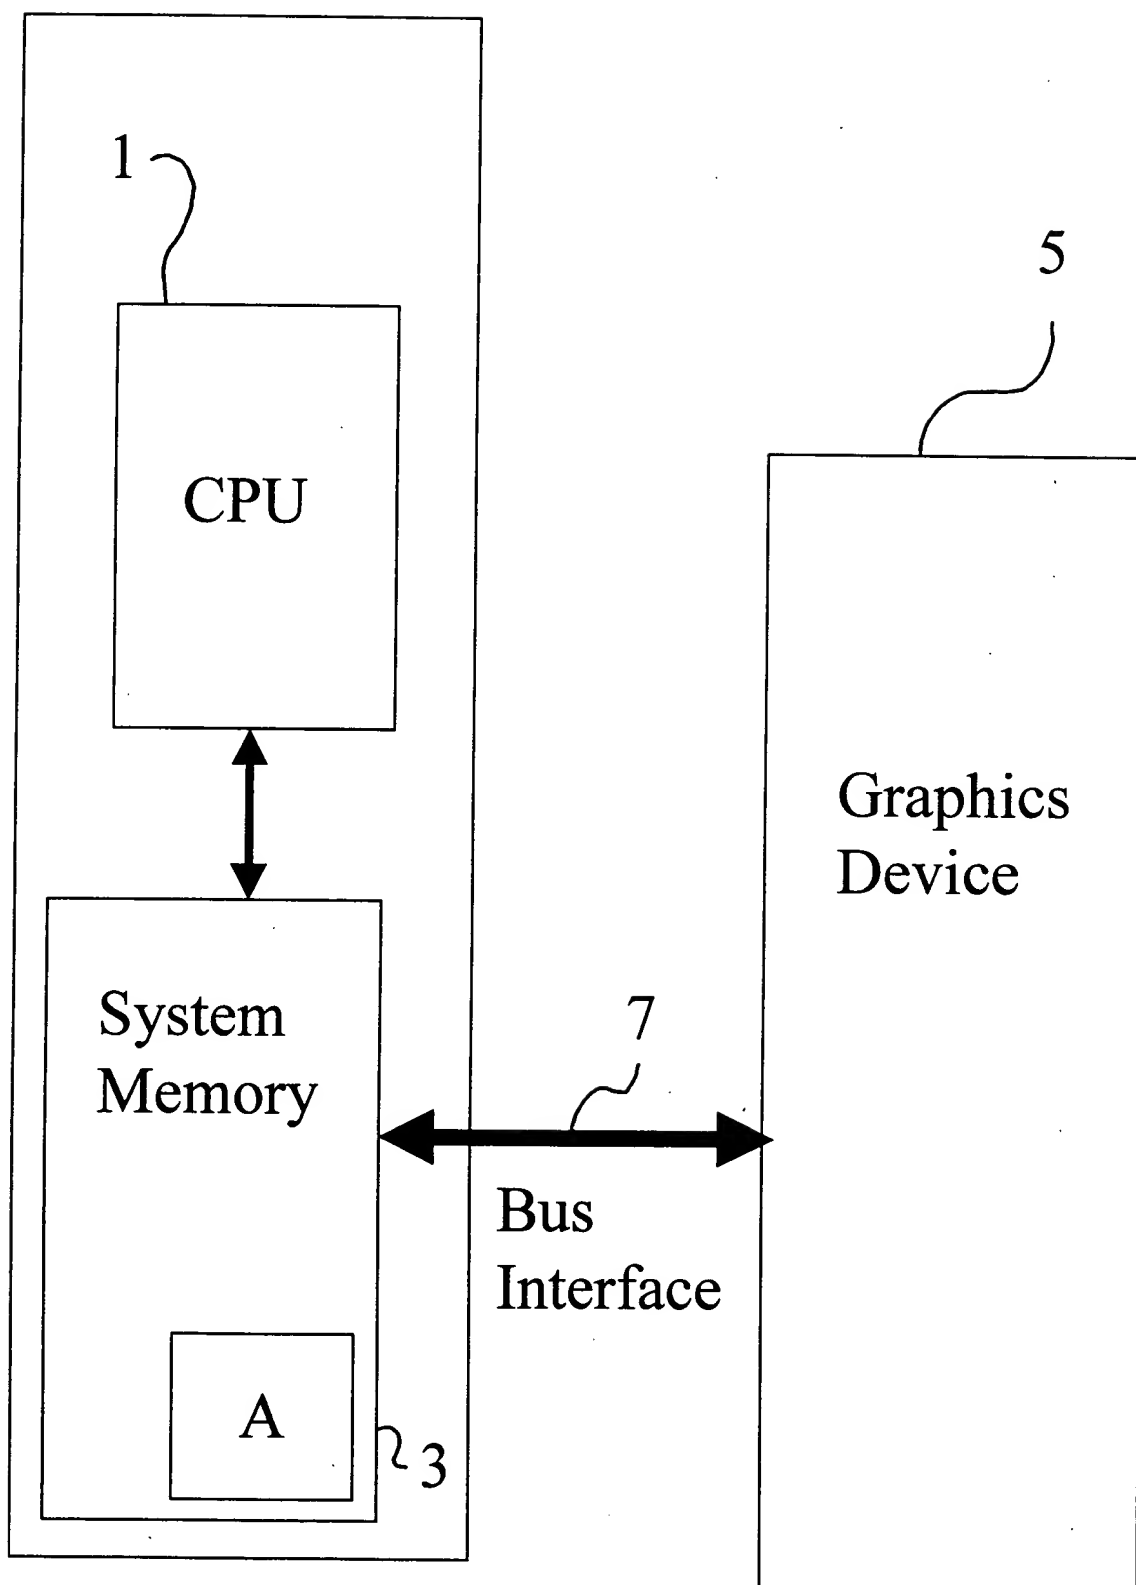 1
5
CPU
Graphics
Device
System
Memory
7
Bus
Interface
A
3